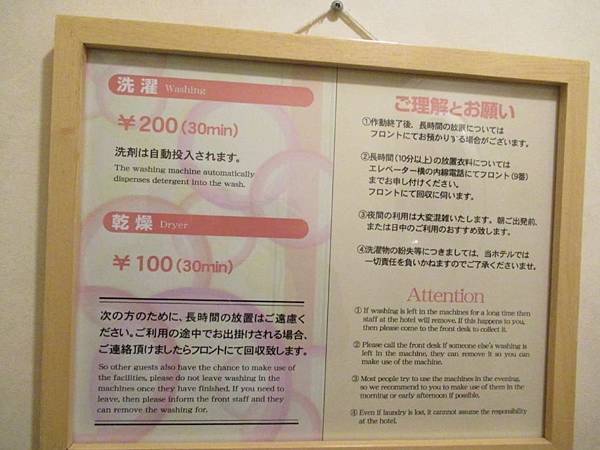 洗濯 Washing
￥200(30min)
洗剤は自動投入されます。
The washing machine automatically
dispenses detergent into the wash.
乾燥 Dryer
￥100(30min)
次の方のために、長時間の放置はご遠慮く
ださい。ご利用の途中でお出掛けされる場合、
ご連絡頂けましたらフロントにて回収致します。
So other guests also have the chance to make use of
the facilities, please do not leave washing in the
machines once they have finished. If you need to
leave, then please inform the front staff and they
can remove the washing for.
ご理解とお願い
①作動終了後、長時間の放置については
フロントにてお預かりする場合がございます。
②長時間(10分以上)の放置衣料については
エレベーター横の内線電話にてフロント(9番)
までお申し付けください。
フロントにて回収に伺います。
③夜間の利用は大変混雑いたします。朝ご出発前、
または日中のご利用のおすすめ致します。
④洗濯物の紛失等につきましては、当ホテルでは
一切責任を負いかねますのでご了承くださいませ。
Attention
① If washing is left in the machines for a long time then
staff at the hotel will remove. If this happens to you,
then please come to the front desk to collect it.
② Please call the front desk if someone else's washing is
left in the machine, they can remove it so you can
make use of the machine.
③ Most people try to use the machines in the evening,
so we recommend to you to make use of them in the
morning or early afternoon if possible.
④ Even if laundry is lost, it cannnot assume the responsibility
at the hotel.